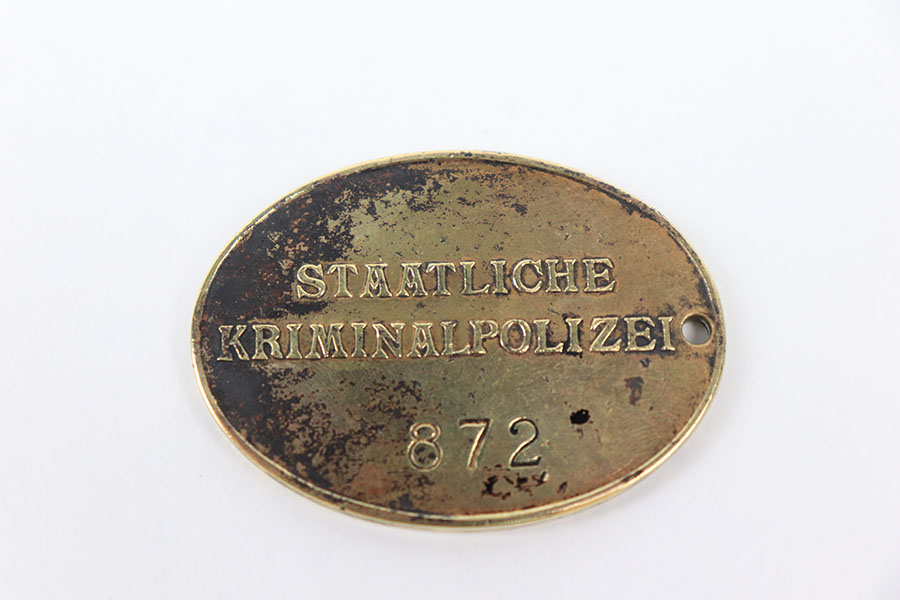 STAATLICHE
KRIMINALPOLIZEI
872